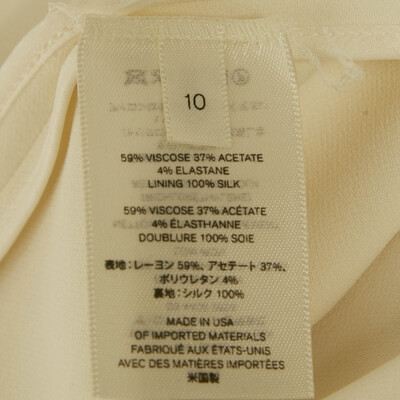 10
59% VISCOSE 37% ACETATE
4% ELASTANE
LINING 100% SILK
59% VISCOSE 37% ACÉTATE
4% ÉLASTHANNE
DOUBLURE 100% SOIE
表地:レーヨン 59%、アセテート 37%、
ポリウレタン 4%
裏地:シルク 100%
MADE IN USA
OF IMPORTED MATERIALS
FABRIQUÉ AUX ÉTATS-UNIS
AVEC DES MATIÈRES IMPORTÉES
米国製